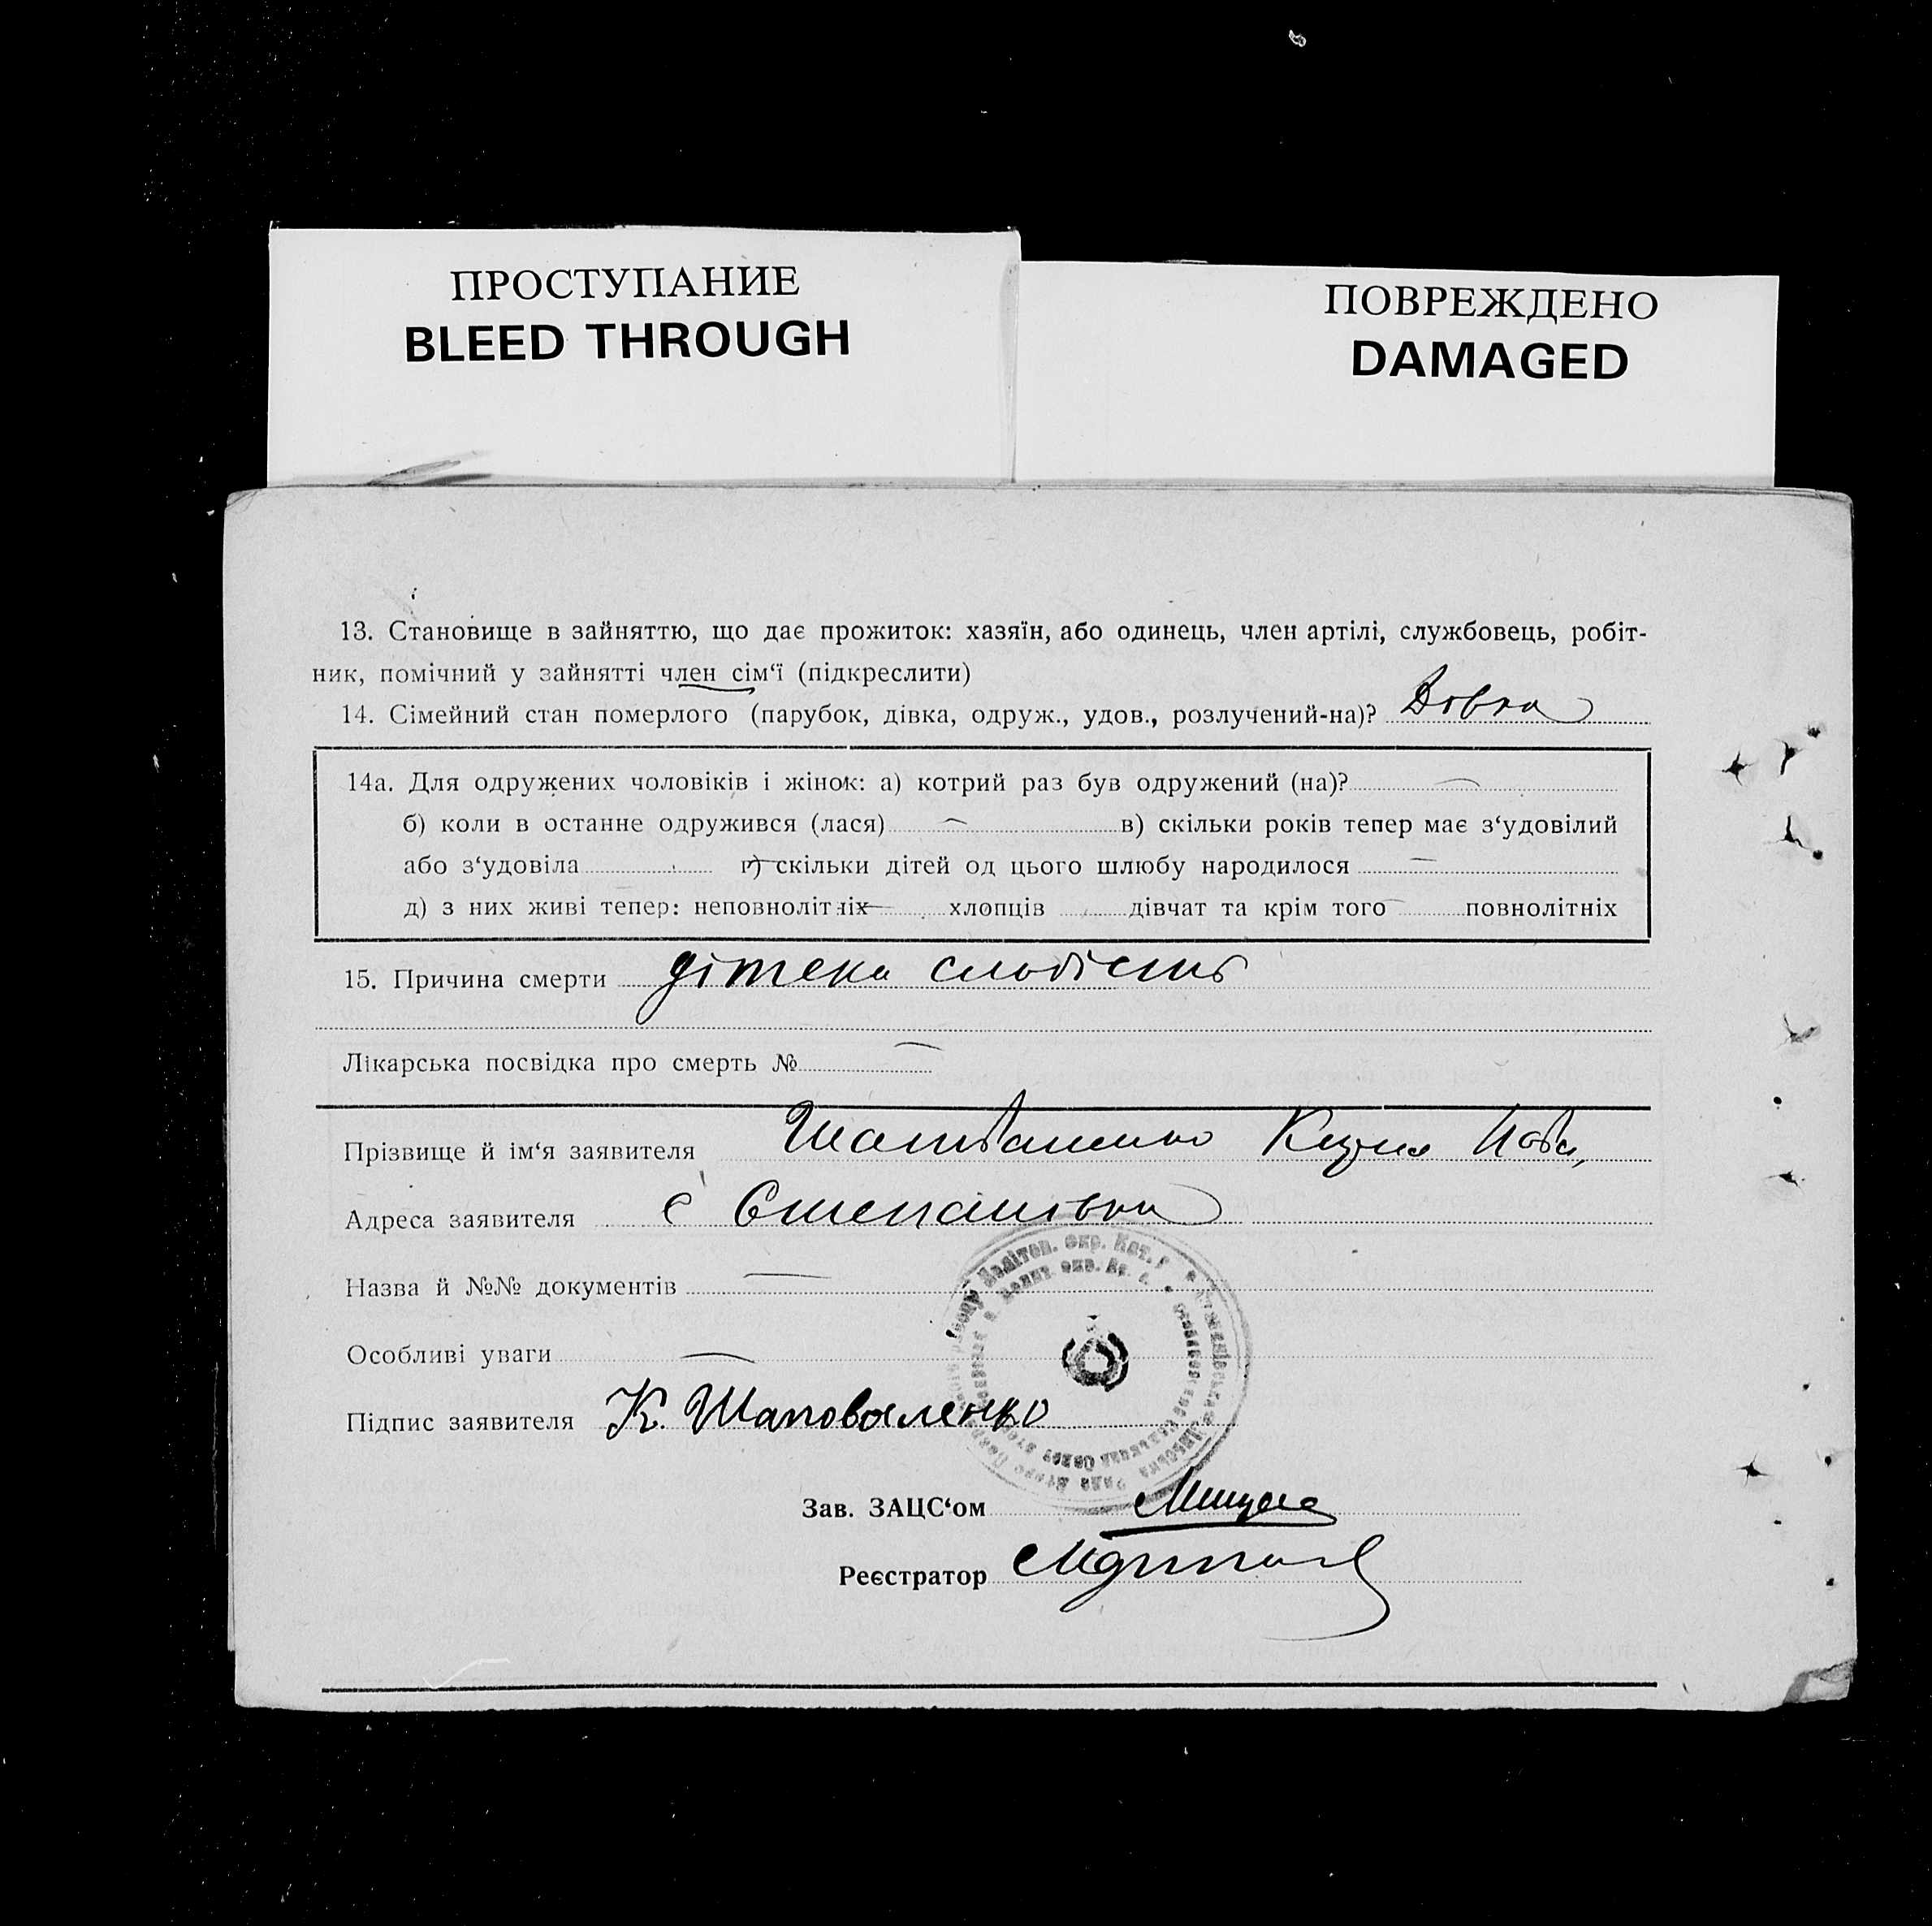 ПРОСТУПАНИЕ
BLEED THROUGH
ПОВРЕЖДЕНО
DAMAGED
13. Становище в зайняттю, що дає прожиток: хазяїн, або одинець, член артілі, службовець, робіт-
ник, помічний у зайнятті член сім‘ї (підкреслити)
14. Сімейний стан померлого (парубок, дівка, одруж., удов., розлучений-на)?
14а. Для одружених чоловіків і жінок: а) котрий раз був одружений (на)? —
б) коли в останне одружився (лася) — в) скільки років тепер має з‘удовілий
або з‘удовіла г) скільки дітей од цього шлюбу народилося —
д) з них живі тепер: неповнолітніх — хлопців дівчат та крім того — повнолітніх
15. Причина смерти дітска слабість
Лікарська посвідка про смерть № —
Прізвище й ім‘я заявителя
Адреса заявителя с Степанівка
Назва й №№ документів —
Особливі уваги —
Підпис заявителя К. Шаповаленко
Зав. ЗАЦС‘ом
Реєстратор